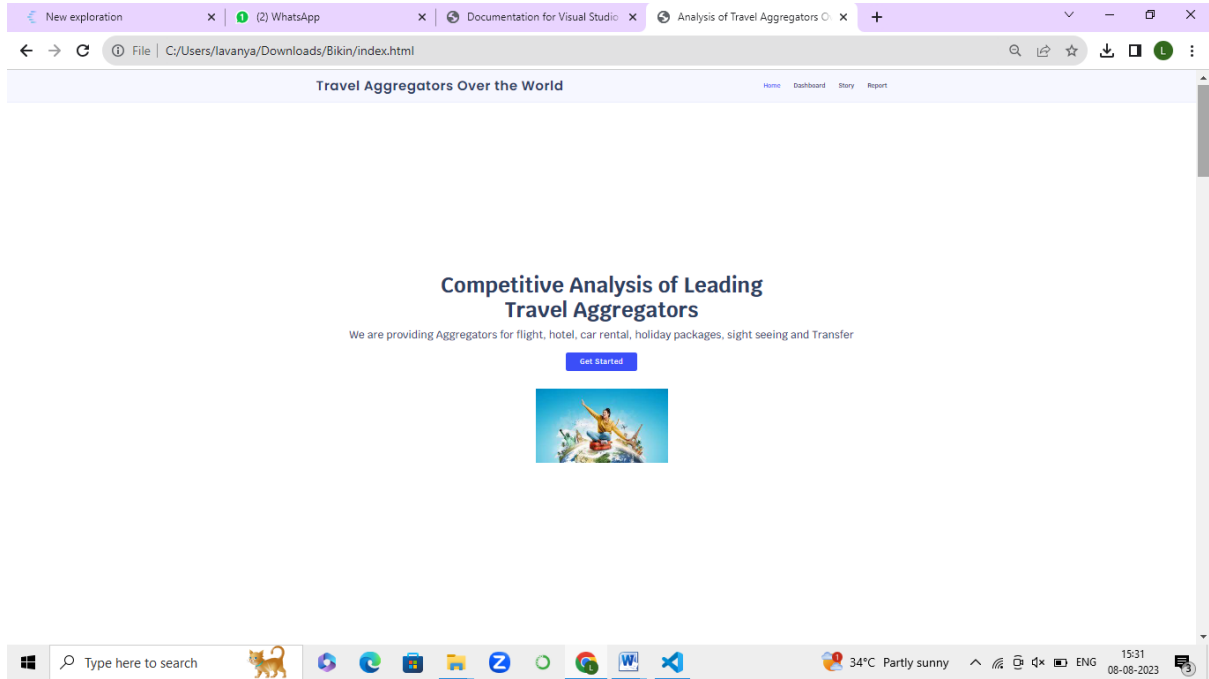 New exploration
(2) WhatsApp
Documentation for Visual Studio
Analysis of Travel Aggregators O
File | C:/Users/lavanya/Downloads/Bikin/index.html
L
Travel Aggregators Over the World
Home Dashboard Story Report
Competitive Analysis of Leading
Travel Aggregators
We are providing Aggregators for flight, hotel, car rental, holiday packages, sight seeing and Transfer
Get Started
Type here to search
34°C Partly sunny
ENG
15:31
08-08-2023
3